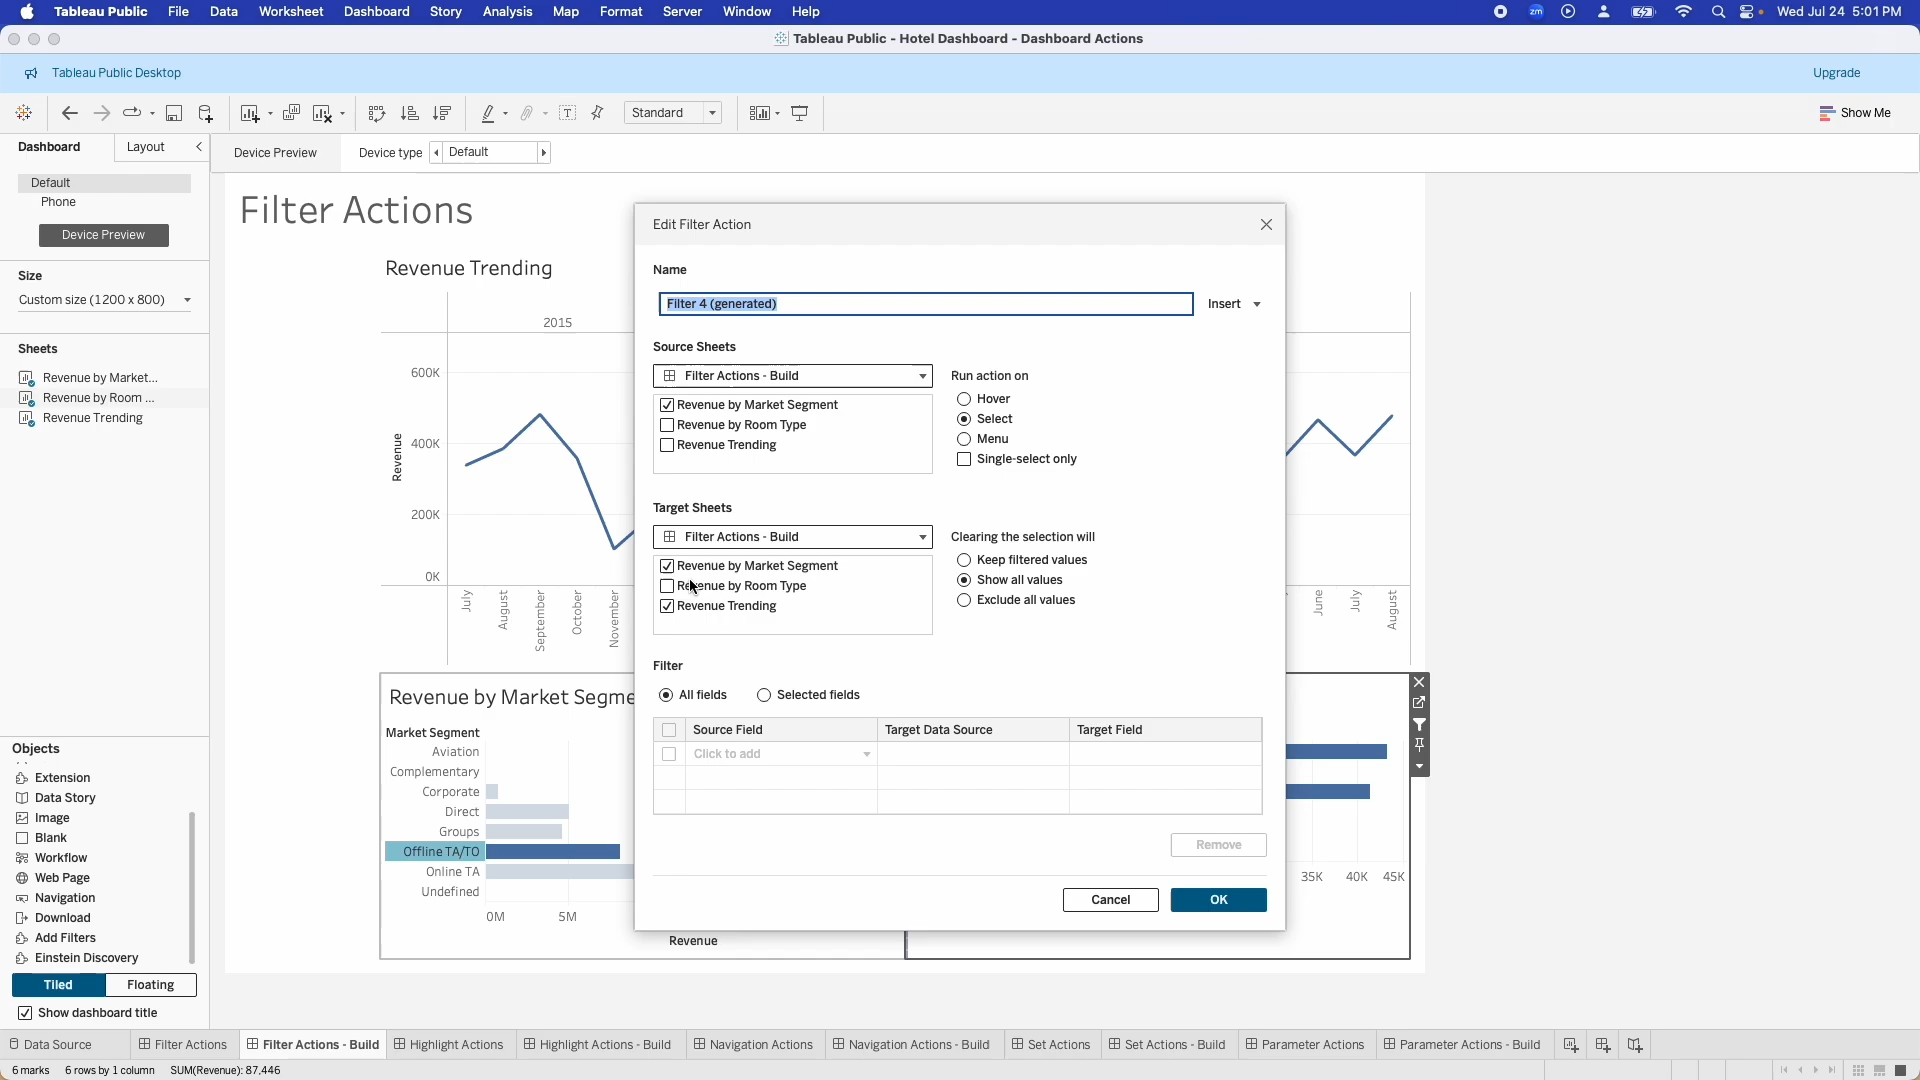 Tableau Public File Data Worksheet Dashboard Story Analysis Map Format Server Window Help zm Wed Jul 24 5:01 PM
Tableau Public - Hotel Dashboard - Dashboard Actions
Tableau Public Desktop Upgrade
Standard Show Me
Dashboard Layout Device Preview Device type Default
Default
Phone
Device Preview
Size
Custom size (1200 x 800)
Sheets
Revenue by Market...
Revenue by Room ...
Revenue Trending
Objects
Extension
Data Story
Image
Blank
Workflow
Web Page
Navigation
Download
Add Filters
Einstein Discovery
Tiled Floating
Show dashboard title
Filter Actions
Revenue Trending
2015
Revenue
600K
400K
200K
0K
July August September October November
June July August
Revenue by Market Segme
Market Segment
Aviation
Complementary
Corporate
Direct
Groups
Offline TA/TO
Online TA
Undefined
0M 5M
Revenue
35K 40K 45K
Edit Filter Action
Name
Filter 4 (generated) Insert
Source Sheets
Filter Actions - Build
Revenue by Market Segment
Revenue by Room Type
Revenue Trending
Run action on
Hover
Select
Menu
Single-select only
Target Sheets
Filter Actions - Build
Revenue by Market Segment
Revenue by Room Type
Revenue Trending
Clearing the selection will
Keep filtered values
Show all values
Exclude all values
Filter
All fields Selected fields
Source Field Target Data Source Target Field
Click to add
Remove
Cancel OK
Data Source Filter Actions Filter Actions - Build Highlight Actions Highlight Actions - Build Navigation Actions Navigation Actions - Build Set Actions Set Actions - Build Parameter Actions Parameter Actions - Build
6 marks 6 rows by 1 column SUM(Revenue): 87,446